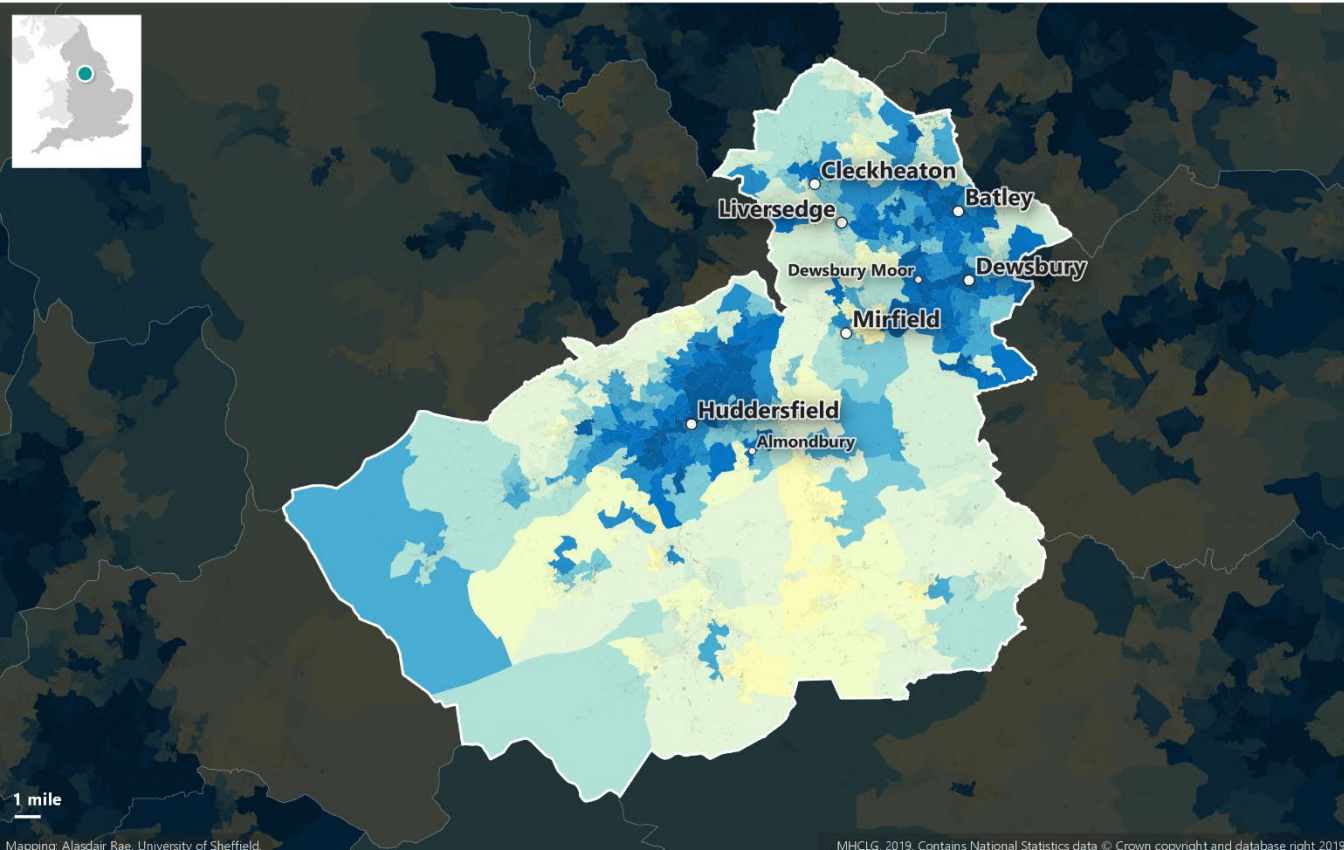 Cleckheaton
Batley
Liversedge
Dewsbury Moor
Dewsbury
Mirfield
Huddersfield
Almondbury
1 mile
Mapping: Alasdair Rae, University of Sheffield.
MHCLG, 2019. Contains National Statistics data © Crown copyright and database right 201